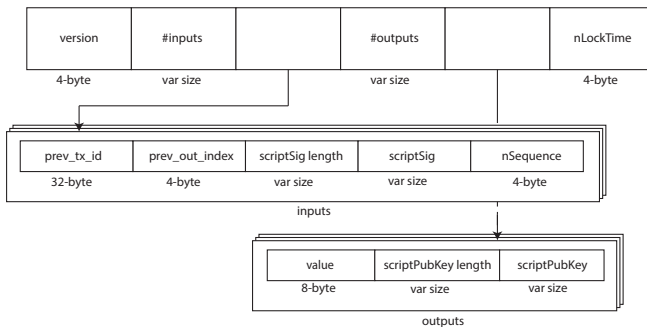 version #inputs #outputs nLockTime
4-byte var size var size 4-byte
prev_tx_id prev_out_index scriptSig length scriptSig nSequence
32-byte 4-byte var size var size 4-byte
inputs
value scriptPubKey length scriptPubKey
8-byte var size var size
outputs